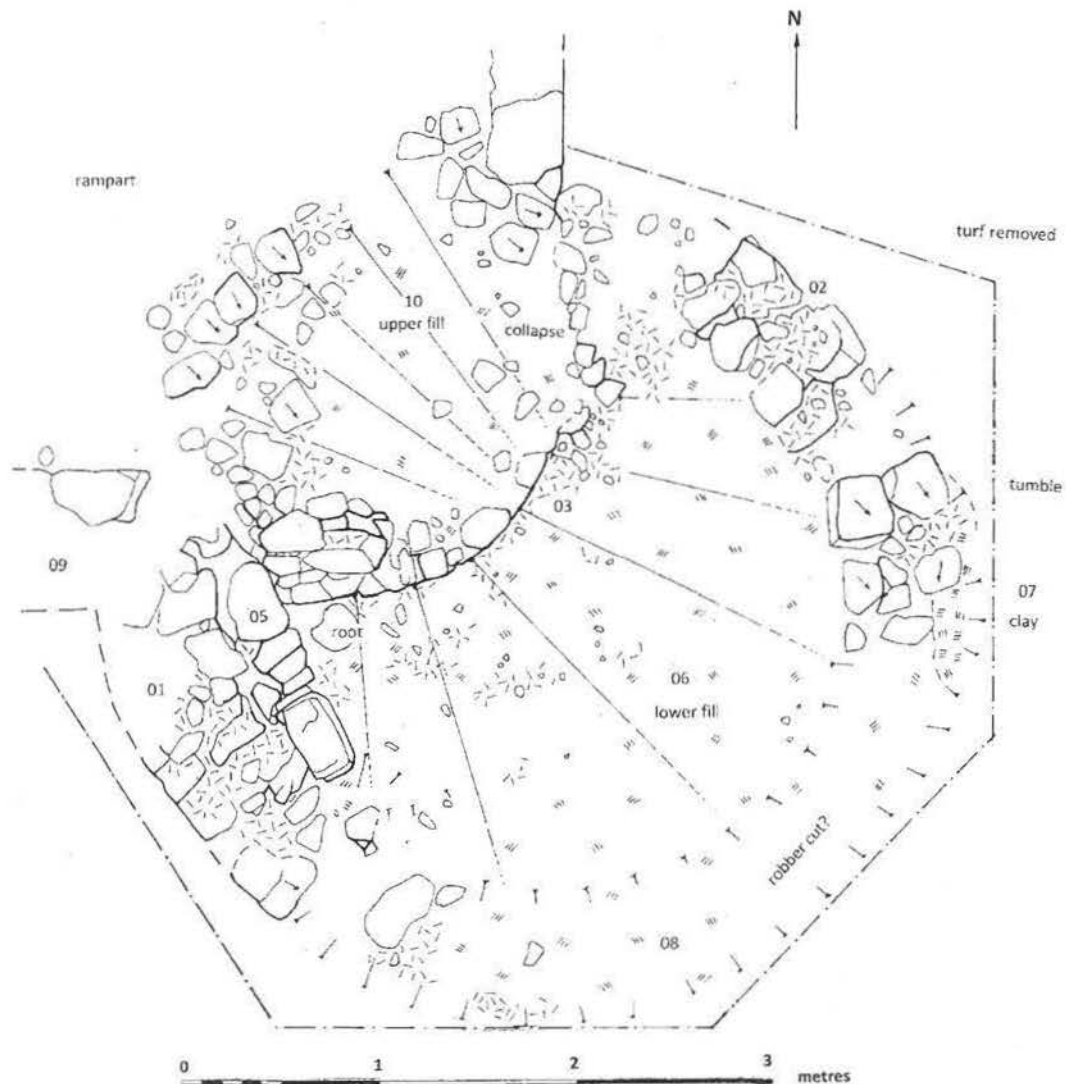 N
rampart
turf removed
02
10
upper fill
collapse
tumble
03
09
07
05
clay
root
01
06
lower fill
robber cut?
08
0 1 2 3
metres